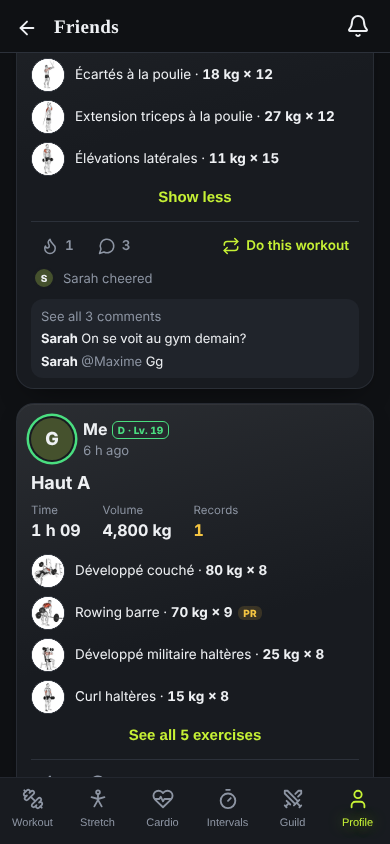 Friends
Écartés à la poulie · 18 kg × 12
Extension triceps à la poulie · 27 kg × 12
Élévations latérales · 11 kg × 15
Show less
1
3
Do this workout
S
Sarah cheered
See all 3 comments
Sarah On se voit au gym demain?
Sarah @Maxime Gg
G
Me
D · Lv. 19
6 h ago
Haut A
Time Volume Records
1 h 09 4,800 kg 1
Développé couché · 80 kg × 8
Rowing barre · 70 kg × 9 PR
Développé militaire haltères · 25 kg × 8
Curl haltères · 15 kg × 8
See all 5 exercises
Workout Stretch Cardio Intervals Guild Profile